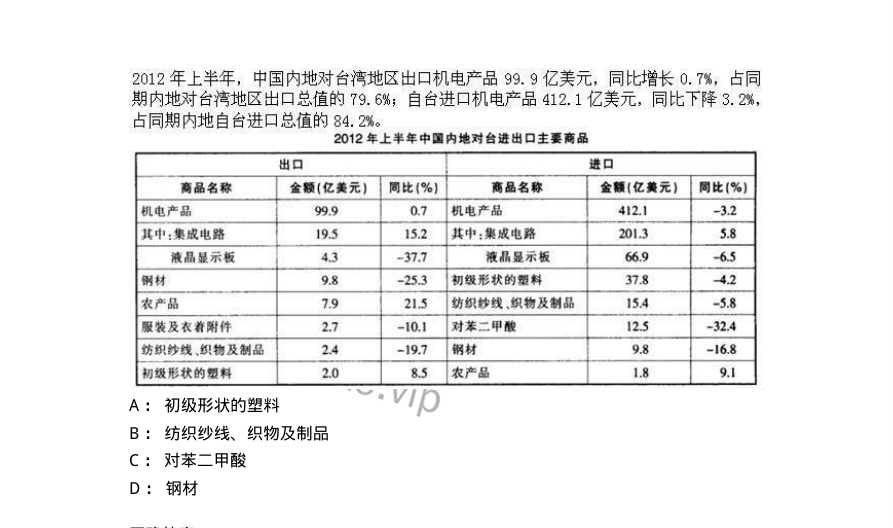 2012 年上半年，中国内地对台湾地区出口机电产品 99.9 亿美元，同比增长 0.7%，占同
期内地对台湾地区出口总值的 79.6%；自台进口机电产品 412.1 亿美元，同比下降 3.2%，
占同期内地自台进口总值的 84.2%。
2012 年上半年中国内地对台进出口主要商品
出口 进口
商品名称 金额(亿美元) 同比(%) 商品名称 金额(亿美元) 同比(%)
机电产品 99.9 0.7 机电产品 412.1 -3.2
其中:集成电路 19.5 15.2 其中:集成电路 201.3 5.8
液晶显示板 4.3 -37.7 液晶显示板 66.9 -6.5
钢材 9.8 -25.3 初级形状的塑料 37.8 -4.2
农产品 7.9 21.5 纺织纱线、织物及制品 15.4 -5.8
服装及衣着附件 2.7 -10.1 对苯二甲酸 12.5 -32.4
纺织纱线、织物及制品 2.4 -19.7 钢材 9.8 -16.8
初级形状的塑料 2.0 8.5 农产品 1.8 9.1
.vip
A ： 初级形状的塑料
B ： 纺织纱线、织物及制品
C ： 对苯二甲酸
D ： 钢材